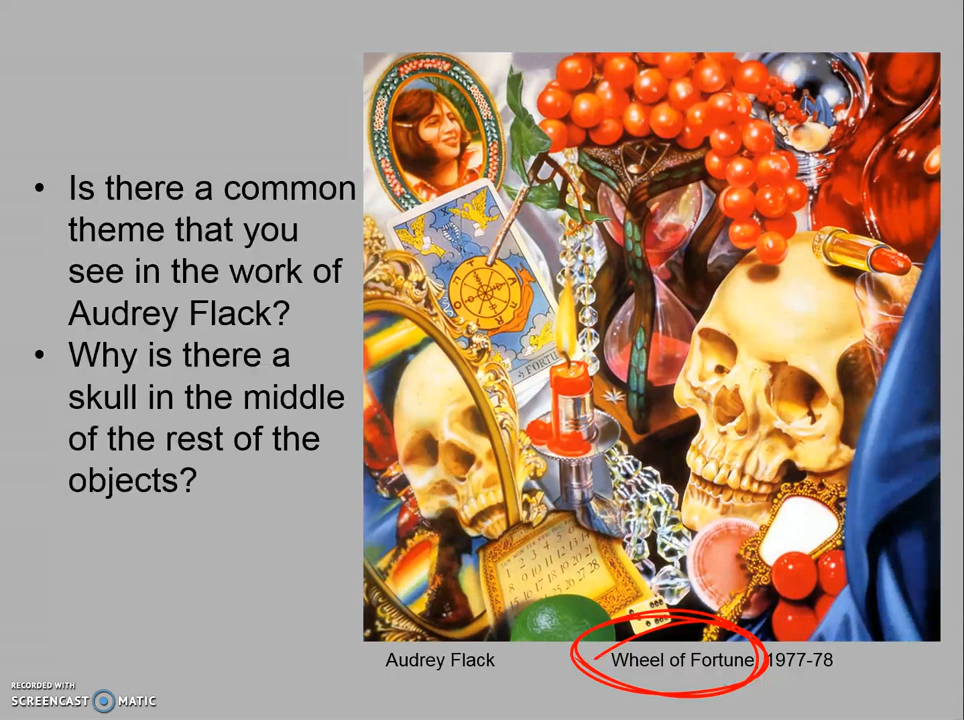 • Is there a common
theme that you
see in the work of
Audrey Flack?
• Why is there a
skull in the middle
of the rest of the
objects?
Audrey Flack
Wheel of Fortune, 1977-78
RECORDED WITH
SCREENCAST MATIC